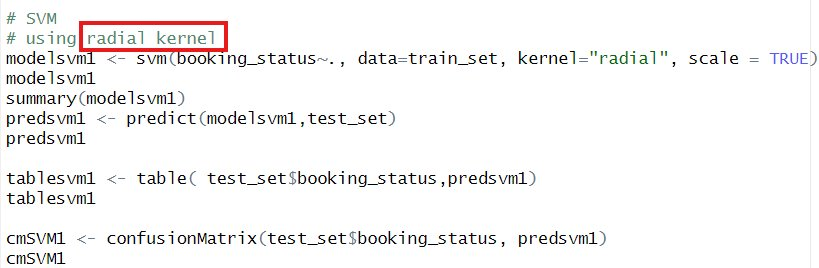 # SVM
# using radial kernel
modelsvm1 <- svm(booking_status~., data=train_set, kernel="radial", scale = TRUE)
modelsvm1
summary(modelsvm1)
predsvm1 <- predict(modelsvm1,test_set)
predsvm1
tablesvm1 <- table( test_set$booking_status,predsvm1)
tablesvm1
cmSVM1 <- confusionMatrix(test_set$booking_status, predsvm1)
cmSVM1